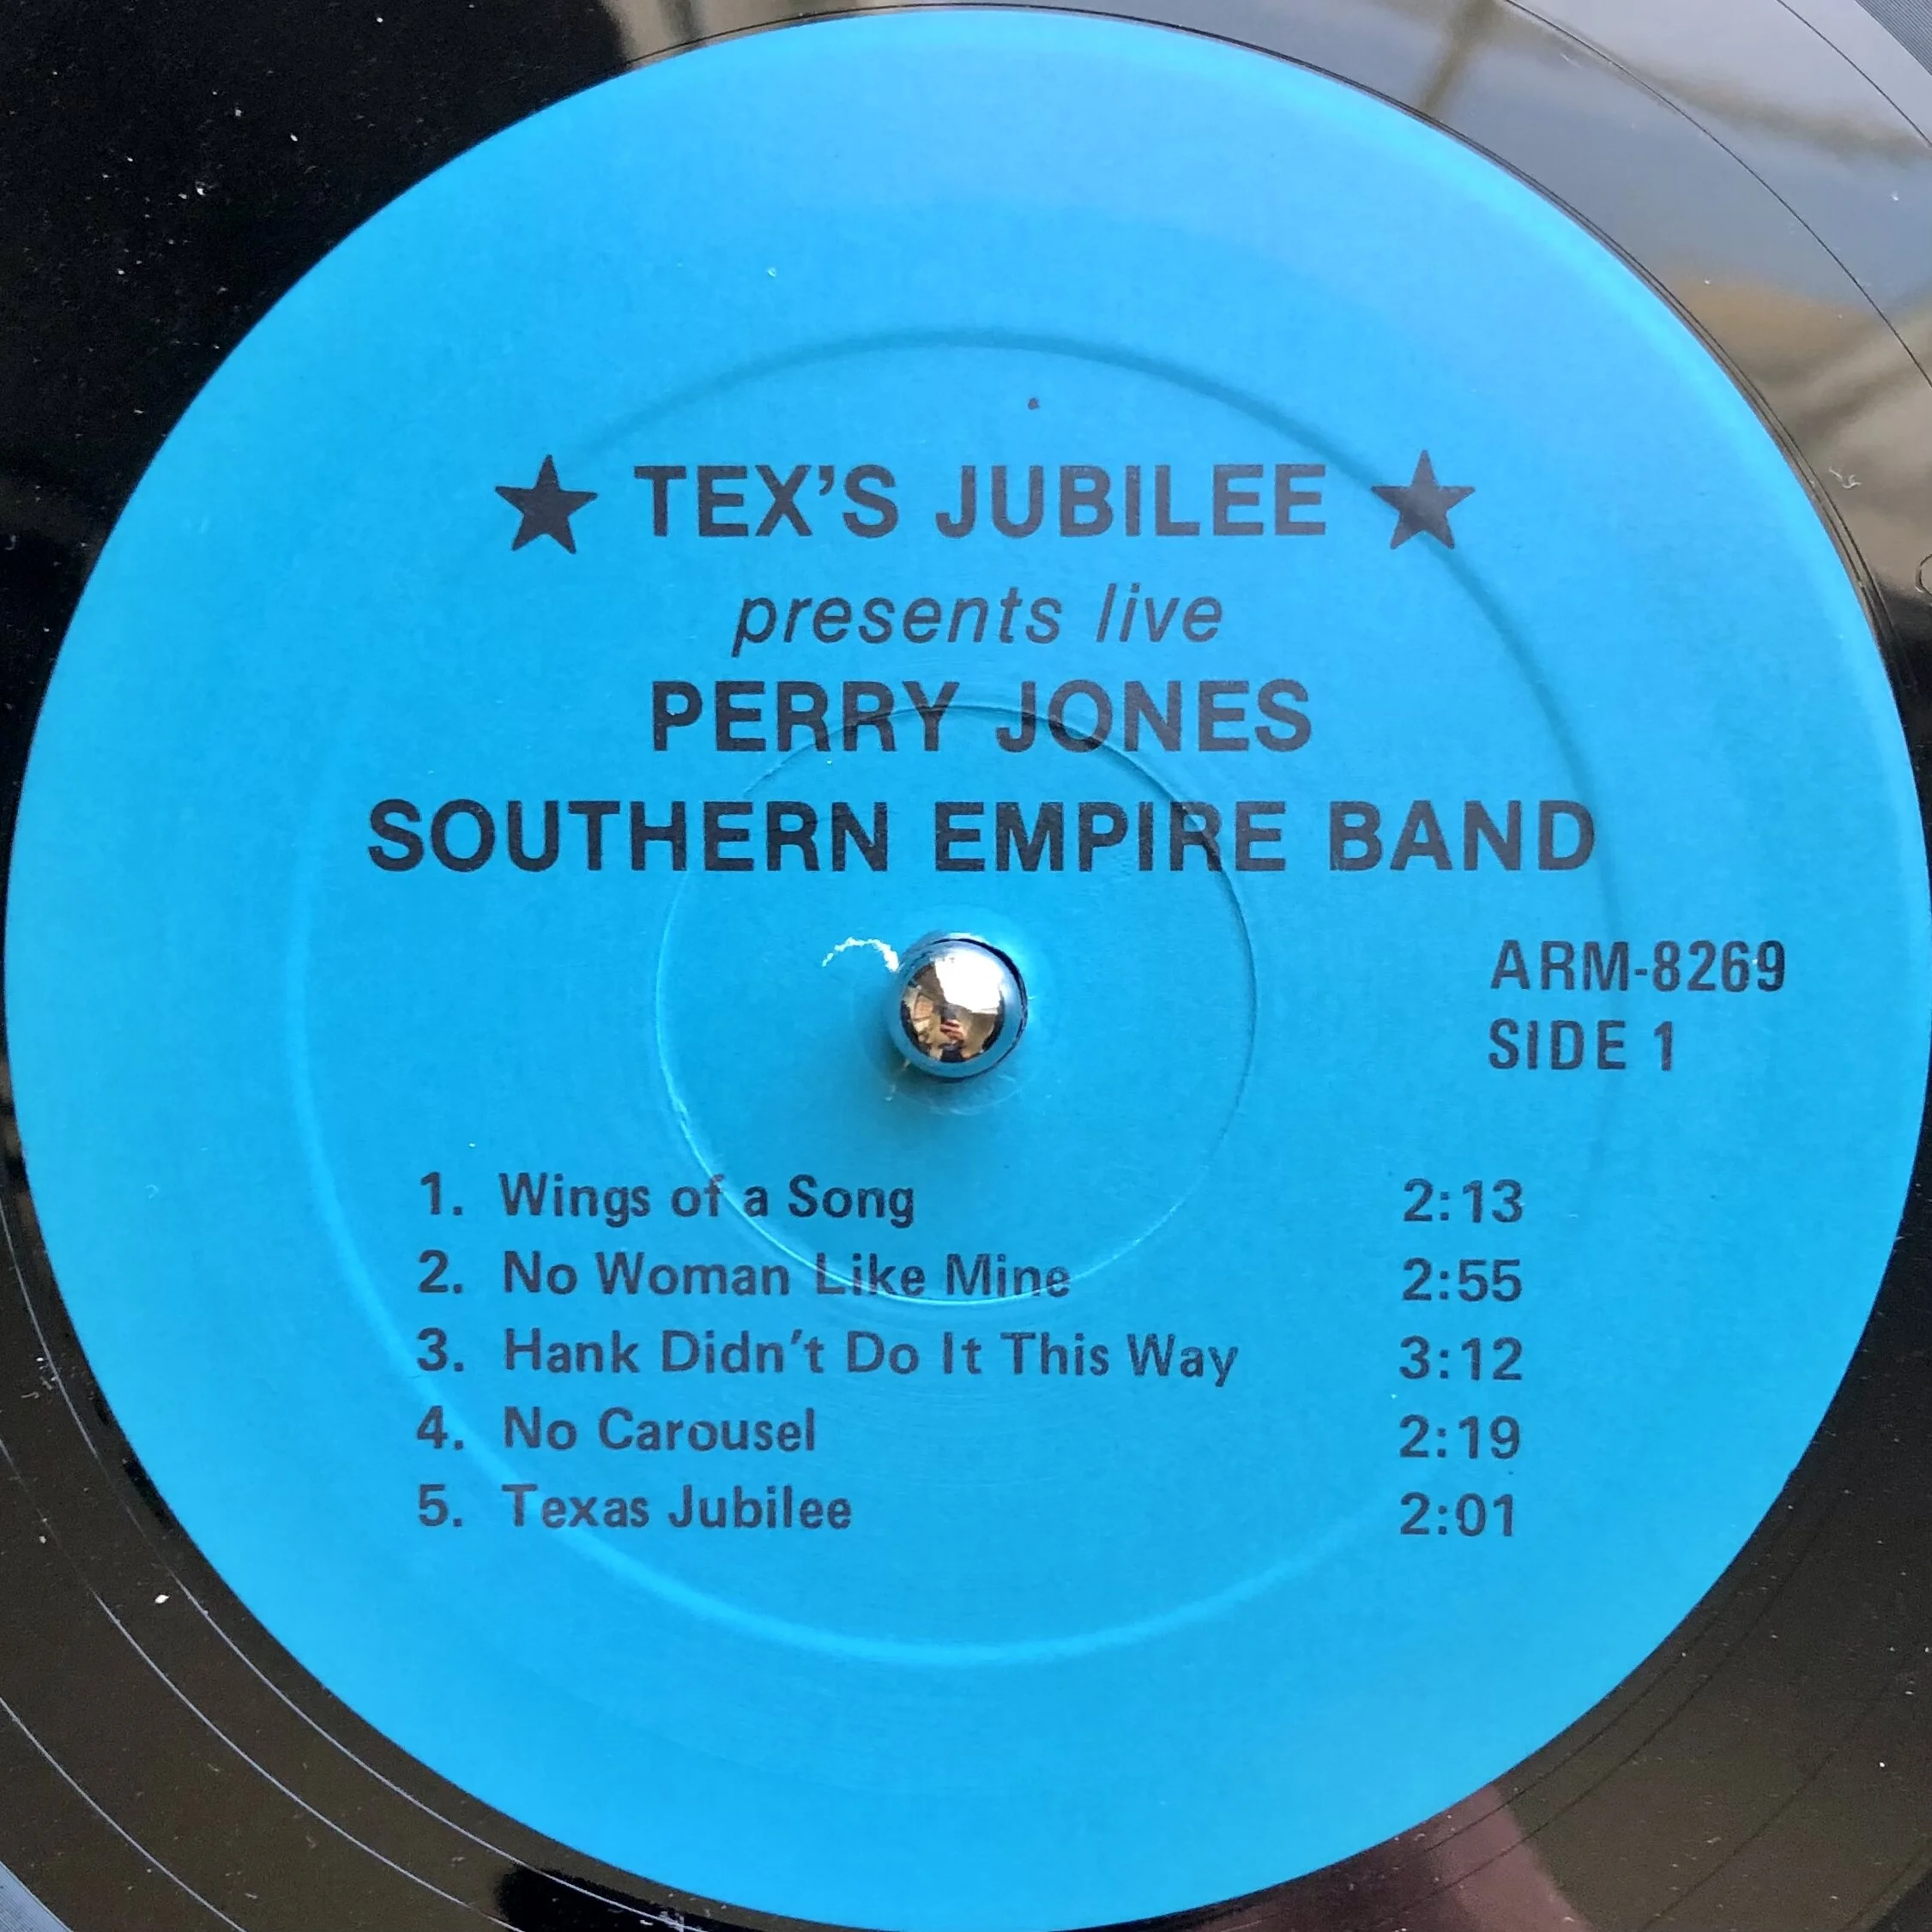 ★ TEX'S JUBILEE ★
presents live
PERRY JONES
SOUTHERN EMPIRE BAND
ARM-8269
SIDE 1
1. Wings of a Song 2:13
2. No Woman Like Mine 2:55
3. Hank Didn't Do It This Way 3:12
4. No Carousel 2:19
5. Texas Jubilee 2:01